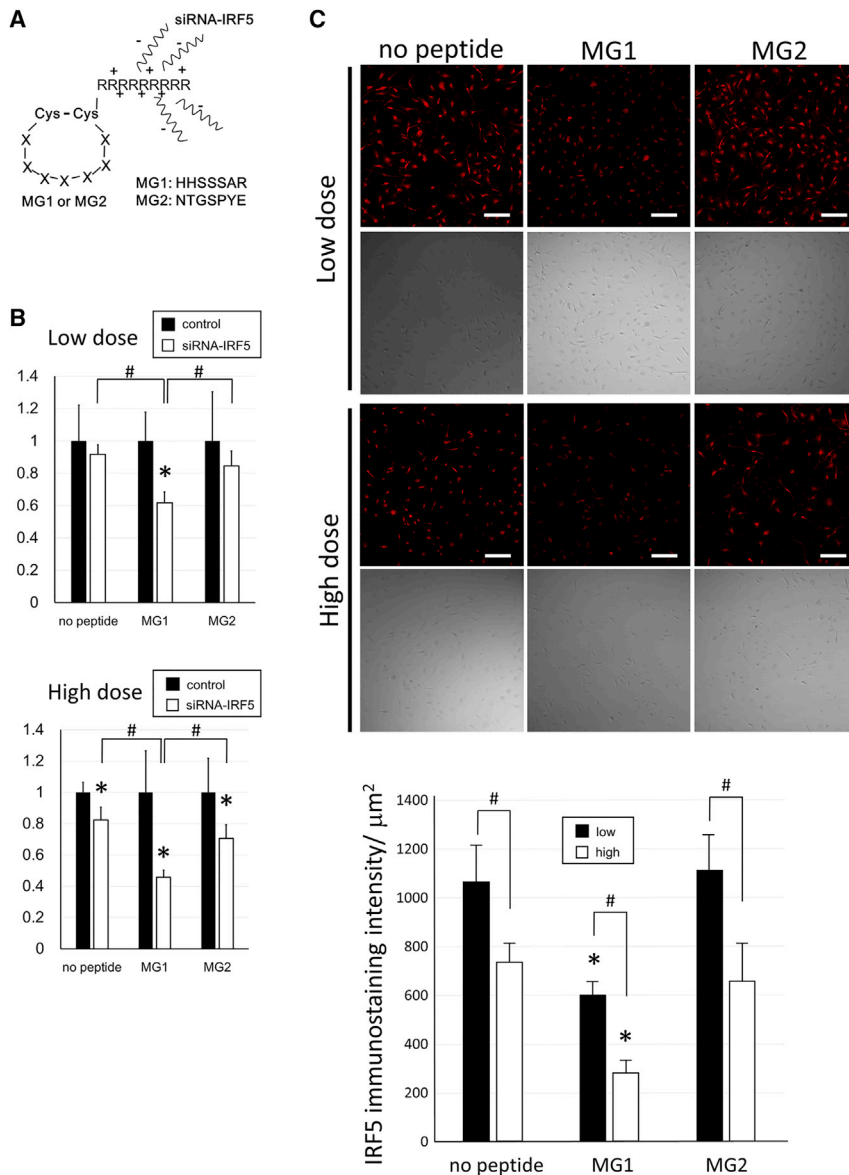 A
siRNA-IRF5
-
-
+ + +
RRRRRRRRR
+ + +
-
-
Cys - Cys
X X
X X
X X X
MG1 or MG2
MG1: HHSSSAR
MG2: NTGSPYE
B
Low dose
control
siRNA-IRF5
# #
1.4
1.2
1
0.8
0.6
0.4
0.2
0
*
no peptide MG1 MG2
High dose
control
siRNA-IRF5
# #
1.4
1.2
1
0.8
0.6
0.4
0.2
0
* * *
no peptide MG1 MG2
C
no peptide MG1 MG2
Low dose
High dose
IRF5 immunostaining intensity/ μm²
low
high
# # #
1400
1200
1000
800
600
400
200
0
* *
no peptide MG1 MG2